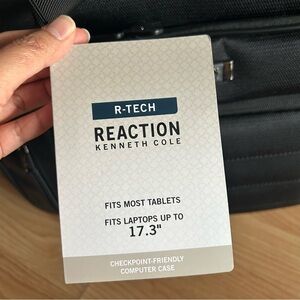 R-TECH
REACTION
KENNETH COLE
FITS MOST TABLETS
FITS LAPTOPS UP TO
17.3"
CHECKPOINT-FRIENDLY
COMPUTER CASE